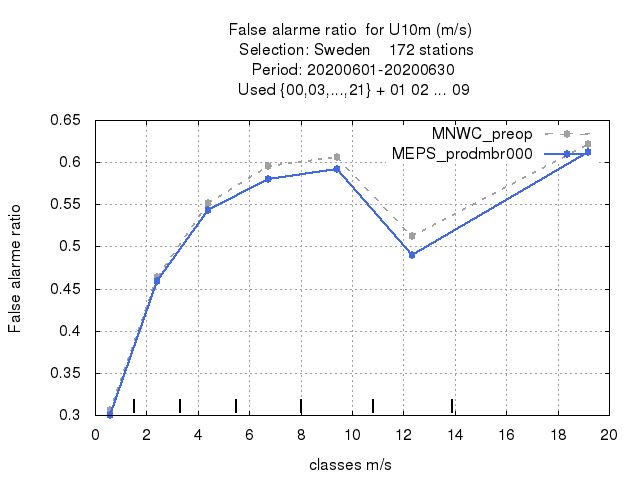 False alarme ratio  for U10m (m/s)
Selection: Sweden    172 stations
Period: 20200601-20200630
Used {00,03,...,21} + 01 02 ... 09
MNWC_preop
MEPS_prodmbr000
False alarme ratio
0.65
0.6
0.55
0.5
0.45
0.4
0.35
0.3
0 2 4 6 8 10 12 14 16 18 20
classes m/s